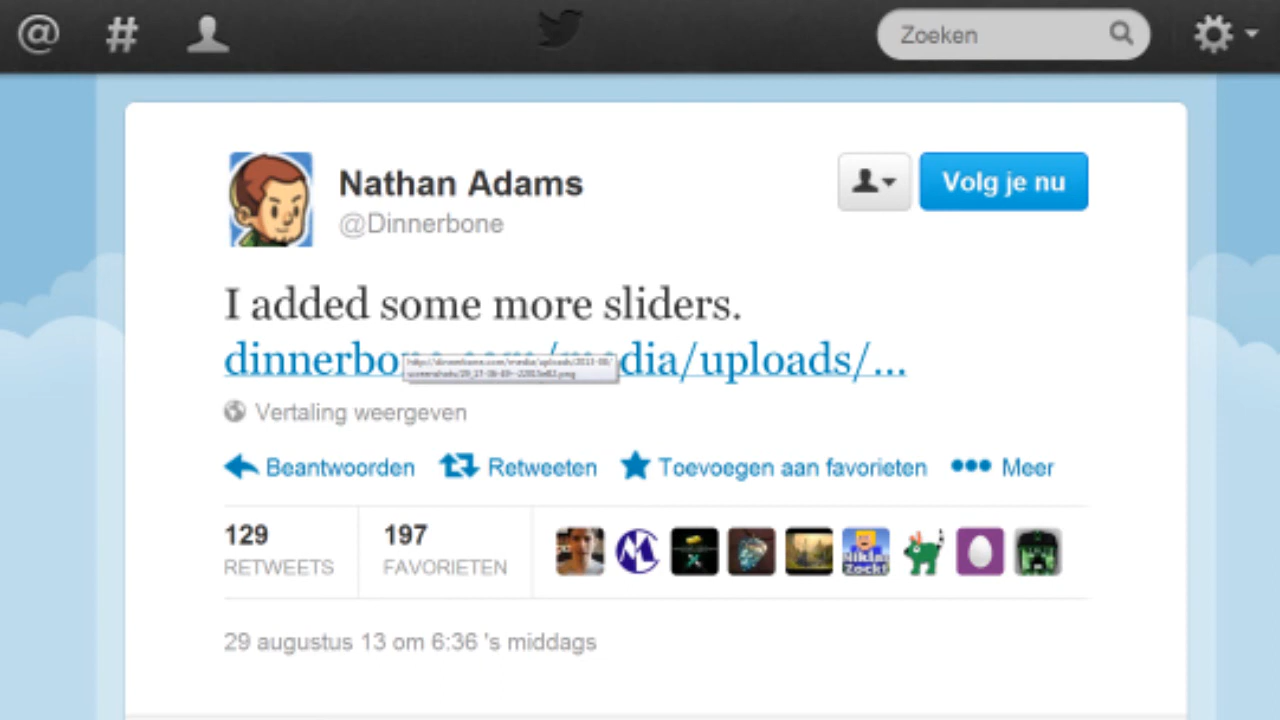 @ #
Zoeken
Nathan Adams
@Dinnerbone
Volg je nu
I added some more sliders.
dinnerbo dia/uploads/...
Vertaling weergeven
Beantwoorden Retweeten Toevoegen aan favorieten Meer
129 197
RETWEETS FAVORIETEN
29 augustus 13 om 6:36 's middags